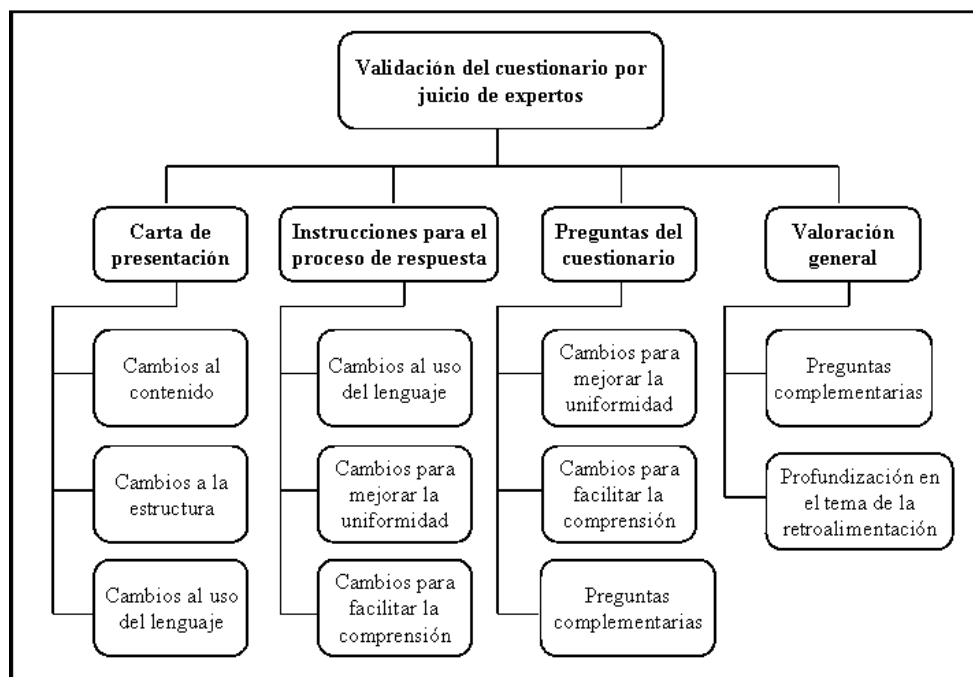 Validación del cuestionario por
juicio de expertos
Carta de
presentación
Instrucciones para el
proceso de respuesta
Preguntas del
cuestionario
Valoración
general
Cambios al
contenido
Cambios a la
estructura
Cambios al uso
del lenguaje
Cambios al uso
del lenguaje
Cambios para
mejorar la
uniformidad
Cambios para
facilitar la
comprensión
Cambios para
mejorar la
uniformidad
Cambios para
facilitar la
comprensión
Preguntas
complementarias
Preguntas
complementarias
Profundización en
el tema de la
retroalimentación